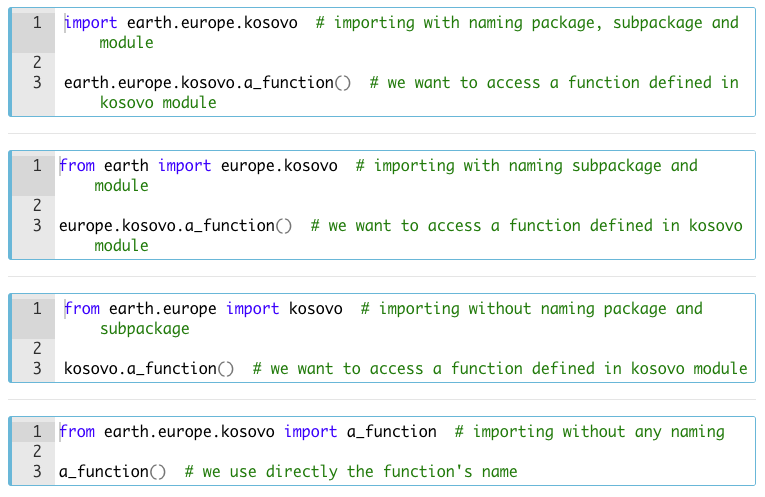 1 import earth.europe.kosovo # importing with naming package, subpackage and
module
2
3 earth.europe.kosovo.a_function() # we want to access a function defined in
kosovo module
1 from earth import europe.kosovo # importing with naming subpackage and
module
2
3 europe.kosovo.a_function() # we want to access a function defined in kosovo
module
1 from earth.europe import kosovo # importing without naming package and
subpackage
2
3 kosovo.a_function() # we want to access a function defined in kosovo module
1 from earth.europe.kosovo import a_function # importing without any naming
2
3 a_function() # we use directly the function's name